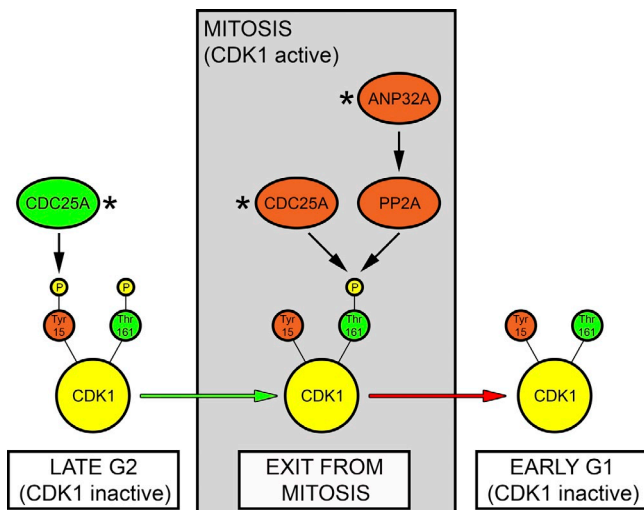 MITOSIS
(CDK1 active)
* ANP32A
CDC25A *
* CDC25A
PP2A
P
P
P
Tyr
15
Thr
161
Tyr
15
Thr
161
Tyr
15
Thr
161
CDK1
CDK1
CDK1
LATE G2
(CDK1 inactive)
EXIT FROM
MITOSIS
EARLY G1
(CDK1 inactive)